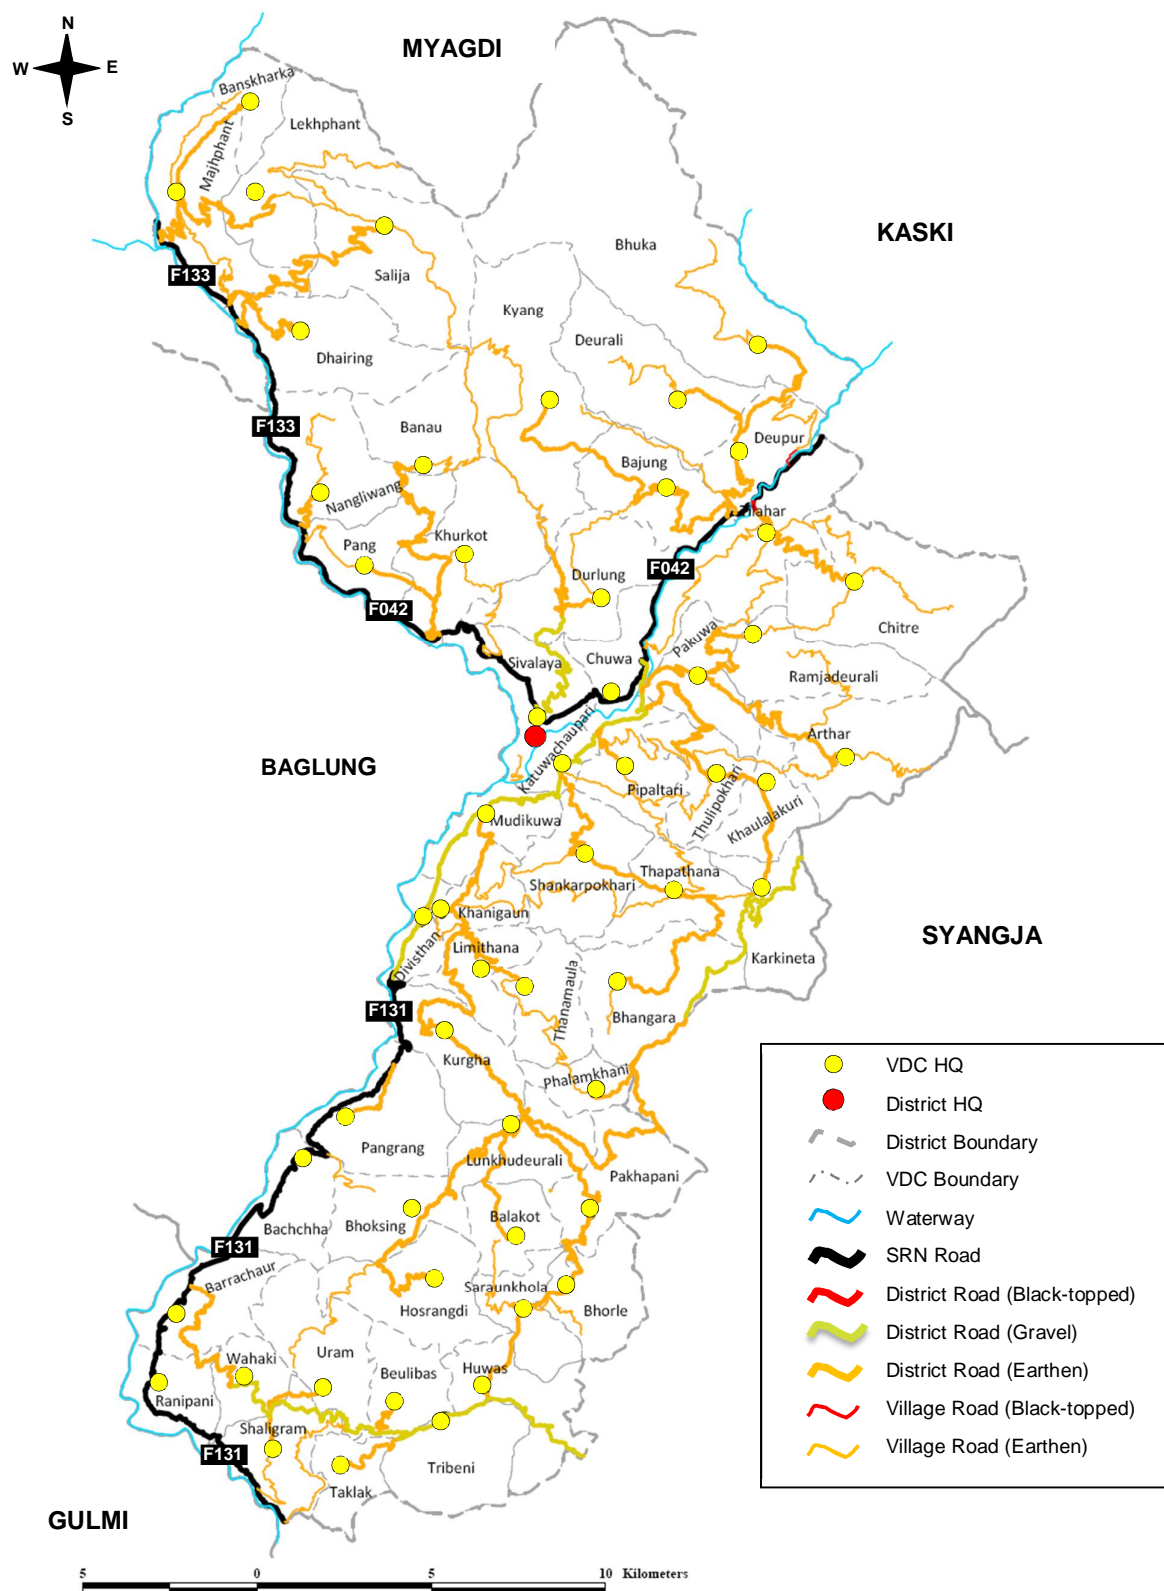 N
W E
S
MYAGDI
Banskharka
Lekhphant
Majhphant
KASKI
Bhuka
F133
Salija
Kyang
Deurali
Dhairing
F133
Banau
Deupur
Bajung
Nangliwang
Tilahar
Khurkot
Pang
F042
Durlung
F042
Chitre
Pakuwa
Sivalaya
Chuwa
Ramjadeurali
Arthar
Katuwachaupari
BAGLUNG
Pipaltari
Thulipokhari
Khaulalakuri
Mudikuwa
Thapathana
Shankarpokhari
Khanigaun
SYANGJA
Divisthan
Limithana
Karkineta
Thanamaula
F131
Bhangara
Kurgha
Phalamkhani
Pangrang
Lunkhudeurali
Pakhapani
Bachchha
Bhoksing
Balakot
F131
Barrachaur
Saraunkhola
Hosrangdi
Bhorle
Uram
Wahaki
Beulibas
Huwas
Ranipani
Shaligram
F131
Tribeni
Taklak
GULMI
VDC HQ
District HQ
District Boundary
VDC Boundary
Waterway
SRN Road
District Road (Black-topped)
District Road (Gravel)
District Road (Earthen)
Village Road (Black-topped)
Village Road (Earthen)
5 0 5 10 Kilometers